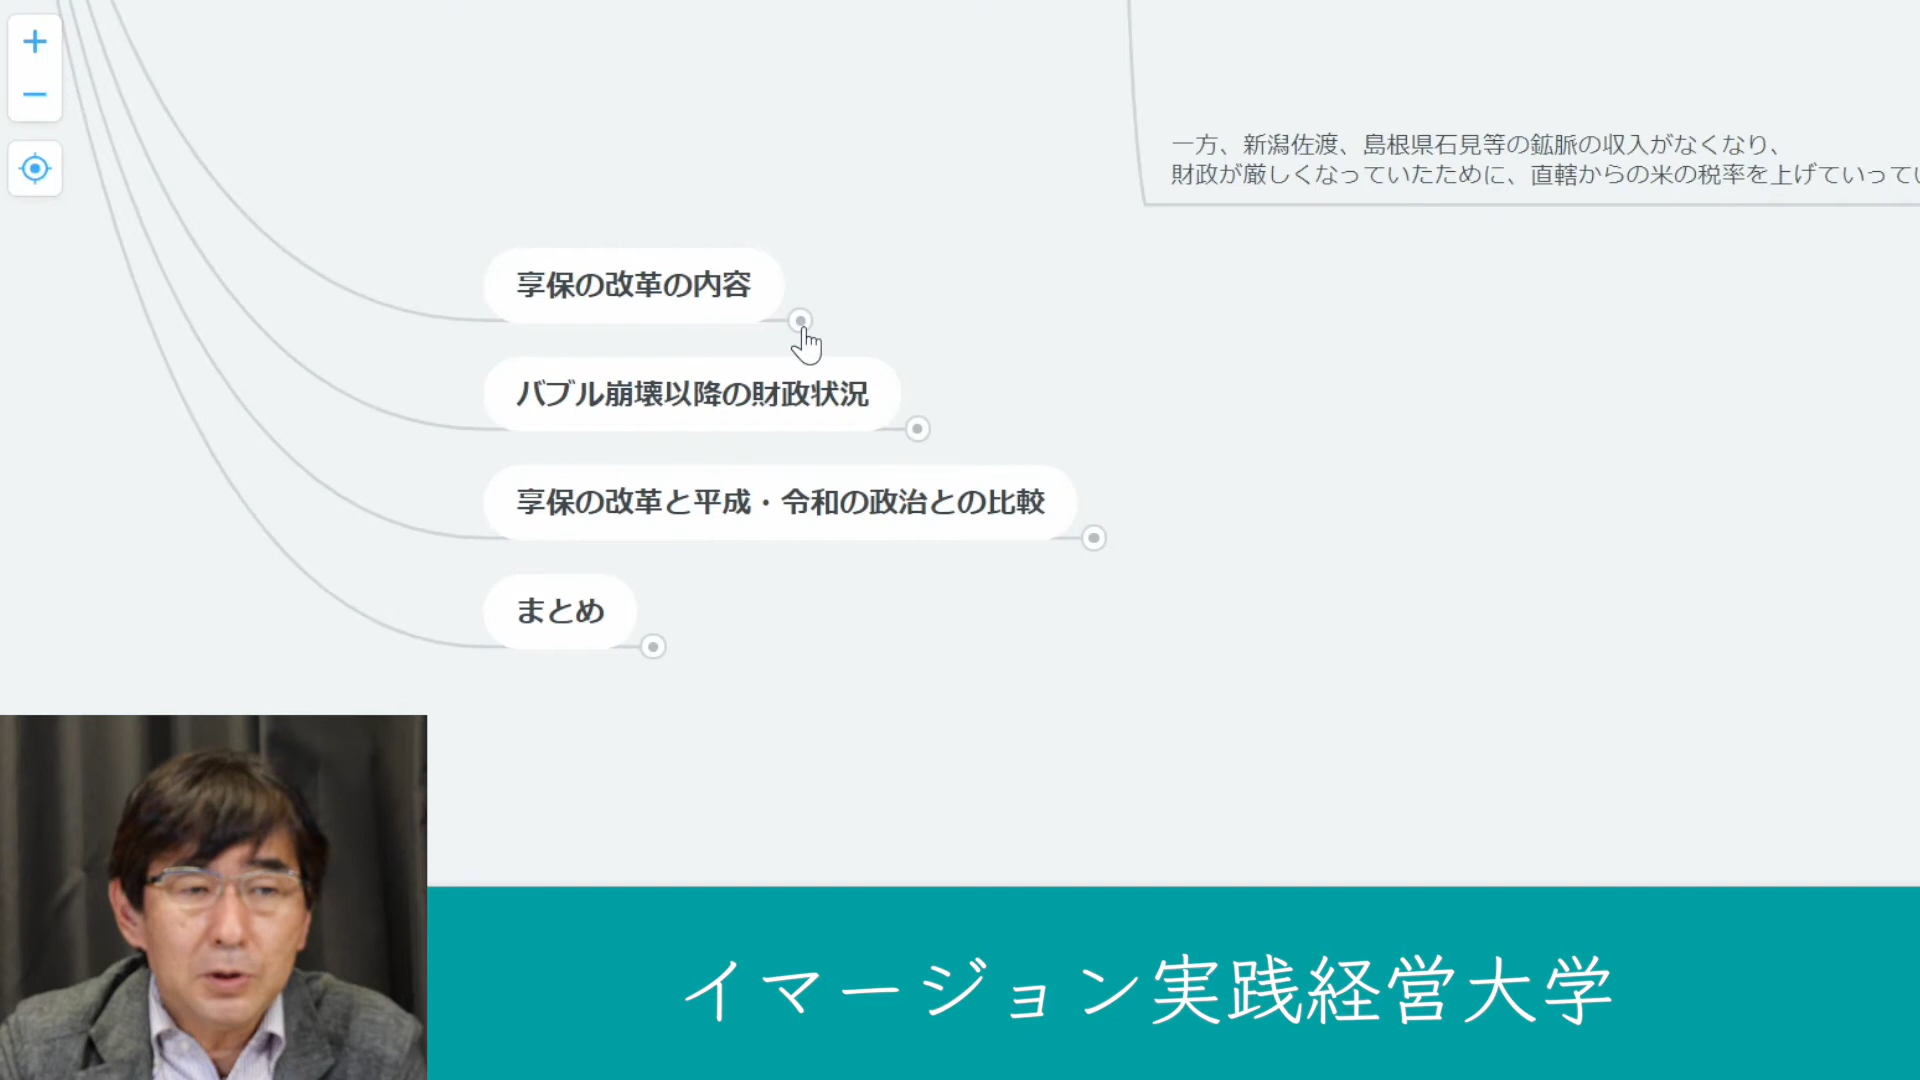 一方、新潟佐渡、島根県石見等の鉱脈の収入がなくなり、
財政が厳しくなっていたために、直轄からの米の税率を上げていって
享保の改革の内容
バブル崩壊以降の財政状況
享保の改革と平成・令和の政治との比較
まとめ
イマージョン実践経営大学